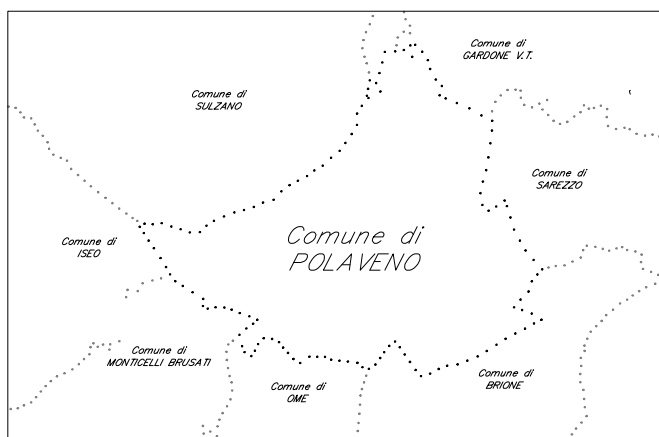 Comune di
GARDONE V.T.
Comune di
SULZANO
Comune di
SAREZZO
Comune di
POLAVENO
Comune di
ISEO
Comune di
MONTICELLI BRUSATI
Comune di
OME
Comune di
BRIONE